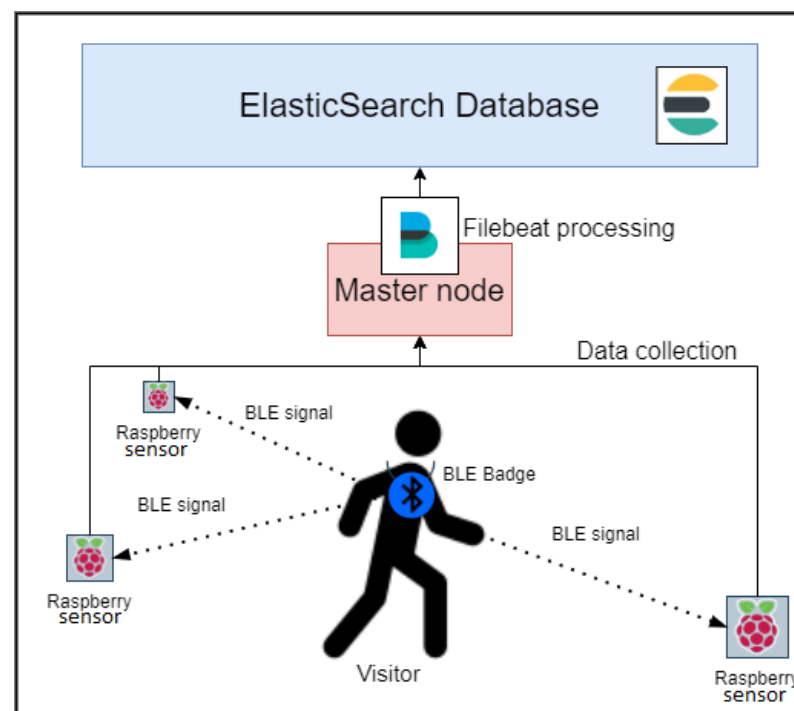 ElasticSearch Database
Filebeat processing
Master node
Data collection
BLE signal
Raspberry
sensor
BLE Badge
BLE signal
BLE signal
Raspberry
sensor
Visitor
Raspberry
sensor